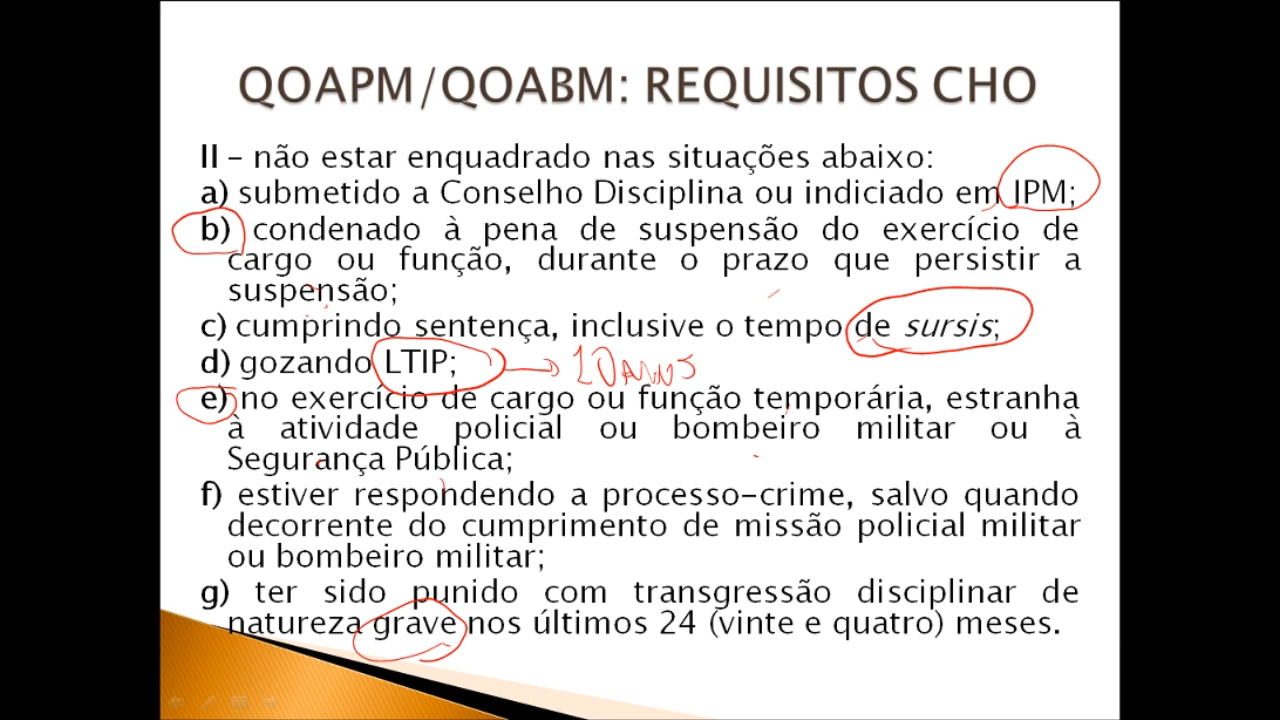 QOAPM/QOABM: REQUISITOS CHO
II – não estar enquadrado nas situações abaixo:
a) submetido a Conselho Disciplina ou indiciado em IPM;
b) condenado à pena de suspensão do exercício de
cargo ou função, durante o prazo que persistir a
suspensão;
c) cumprindo sentença, inclusive o tempo de sursis;
d) gozando LTIP; → 10 ANOS
e) no exercício de cargo ou função temporária, estranha
à atividade policial ou bombeiro militar ou à
Segurança Pública;
f) estiver respondendo a processo-crime, salvo quando
decorrente do cumprimento de missão policial militar
ou bombeiro militar;
g) ter sido punido com transgressão disciplinar de
natureza grave nos últimos 24 (vinte e quatro) meses.